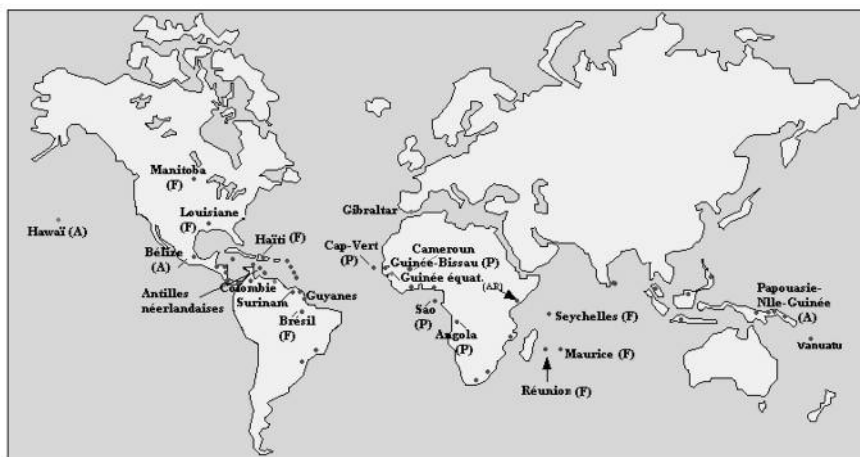 Manitoba
(F)
Louisiane
(F)
Hawaï (A)
Bélize
(A)
Haïti (F)
Antilles
néerlandaises
Colombie
Surinam
Guyanes
Brésil
(F)
Gibraltar
Cap-Vert
(P)
Cameroun
Guinée-Bissau (P)
Guinée équat.
(AR)
Sao
(P)
Angola
(P)
Seychelles (F)
Maurice (F)
Réunion (F)
Papouasie-
Nlle-Guinée
(A)
Vanuatu